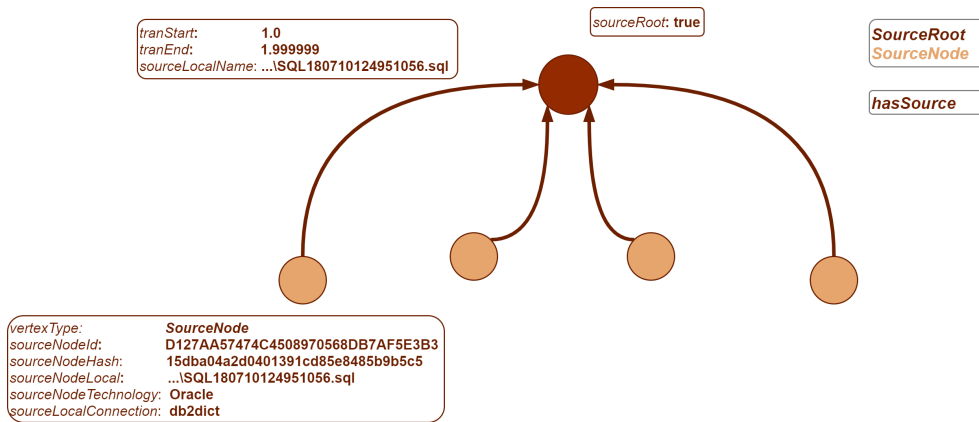 sourceRoot: true
tranStart: 1.0
tranEnd: 1.999999
sourceLocalName: ...\SQL180710124951056.sql
SourceRoot
SourceNode
hasSource
vertexType: SourceNode
sourceNodeId: D127AA57474C4508970568DB7AF5E3B3
sourceNodeHash: 15dba04a2d0401391cd85e8485b9b5c5
sourceNodeLocal: ...\SQL180710124951056.sql
sourceNodeTechnology: Oracle
sourceLocalConnection: db2dict